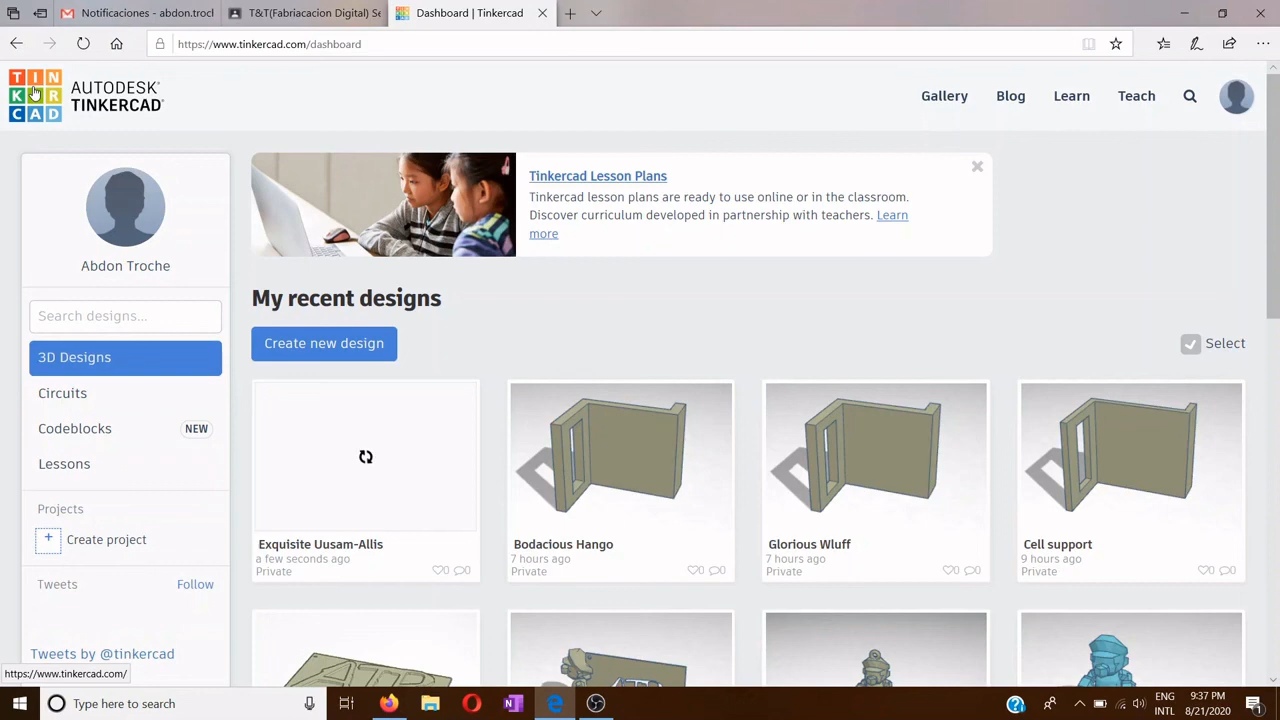 Notificaciones - abdon.trocl
T&T(Fabriacacion Digital) Se
Dashboard | Tinkercad
https://www.tinkercad.com/dashboard
TIN
KER
CAD
AUTODESK®
TINKERCAD®
Gallery
Blog
Learn
Teach
Abdon Troche
Search designs...
3D Designs
Circuits
Codeblocks
NEW
Lessons
Projects
+ Create project
Tweets
Follow
Tweets by @tinkercad
https://www.tinkercad.com/
Tinkercad Lesson Plans
Tinkercad lesson plans are ready to use online or in the classroom.
Discover curriculum developed in partnership with teachers. Learn
more
My recent designs
Create new design
Select
Exquisite Uusam-Allis
a few seconds ago
Private
0 0
Bodacious Hango
7 hours ago
Private
0 0
Glorious Wluff
7 hours ago
Private
0 0
Cell support
9 hours ago
Private
0 0
Type here to search
ENG
INTL
9:37 PM
8/21/2020